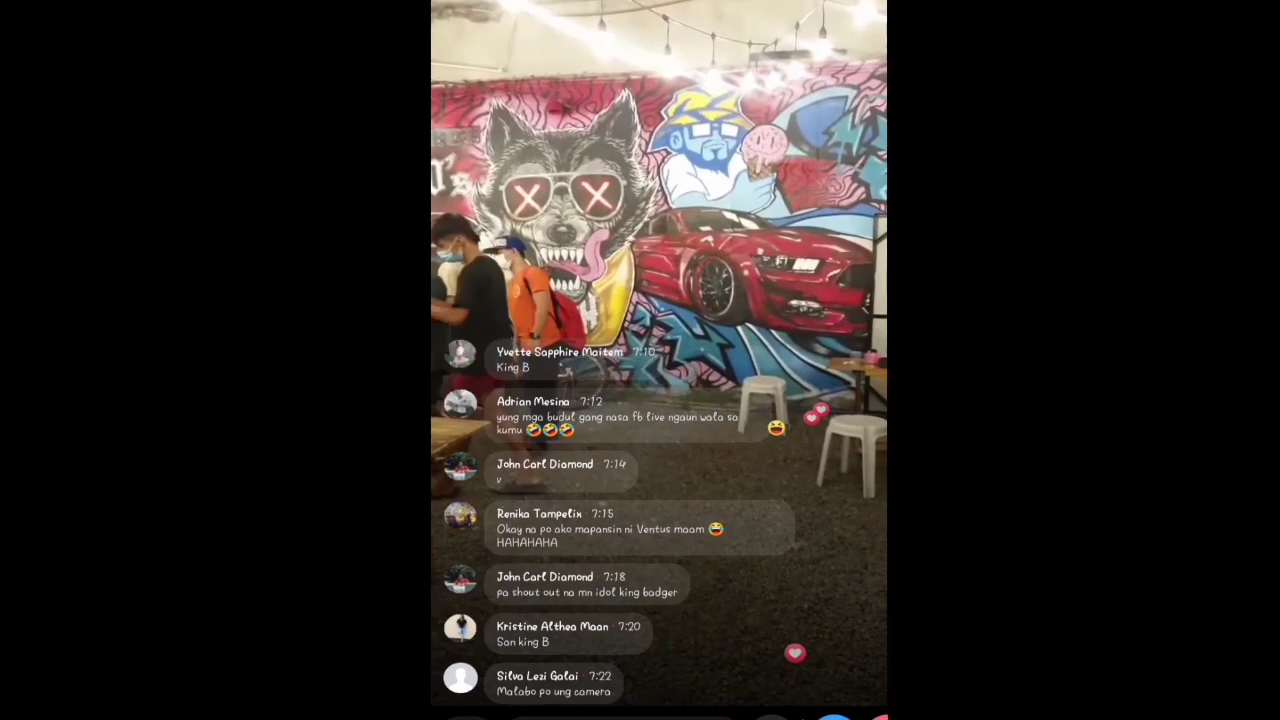 Yvette Sapphire Maitem 7:10
King B
Adrian Mesina 7:12
yung mga budul gang nasa fb live ngaun wala sa
kumu 🤣🤣🤣
John Carl Diamond 7:14
v
Renika Tampelix 7:15
Okay na po ako mapansin ni Ventus maam 😂
HAHAHAHA
John Carl Diamond 7:18
pa shout out na mn idol king badger
Kristine Althea Maan 7:20
San king B
Silva Lezi Galai 7:22
Malabo po ung camera